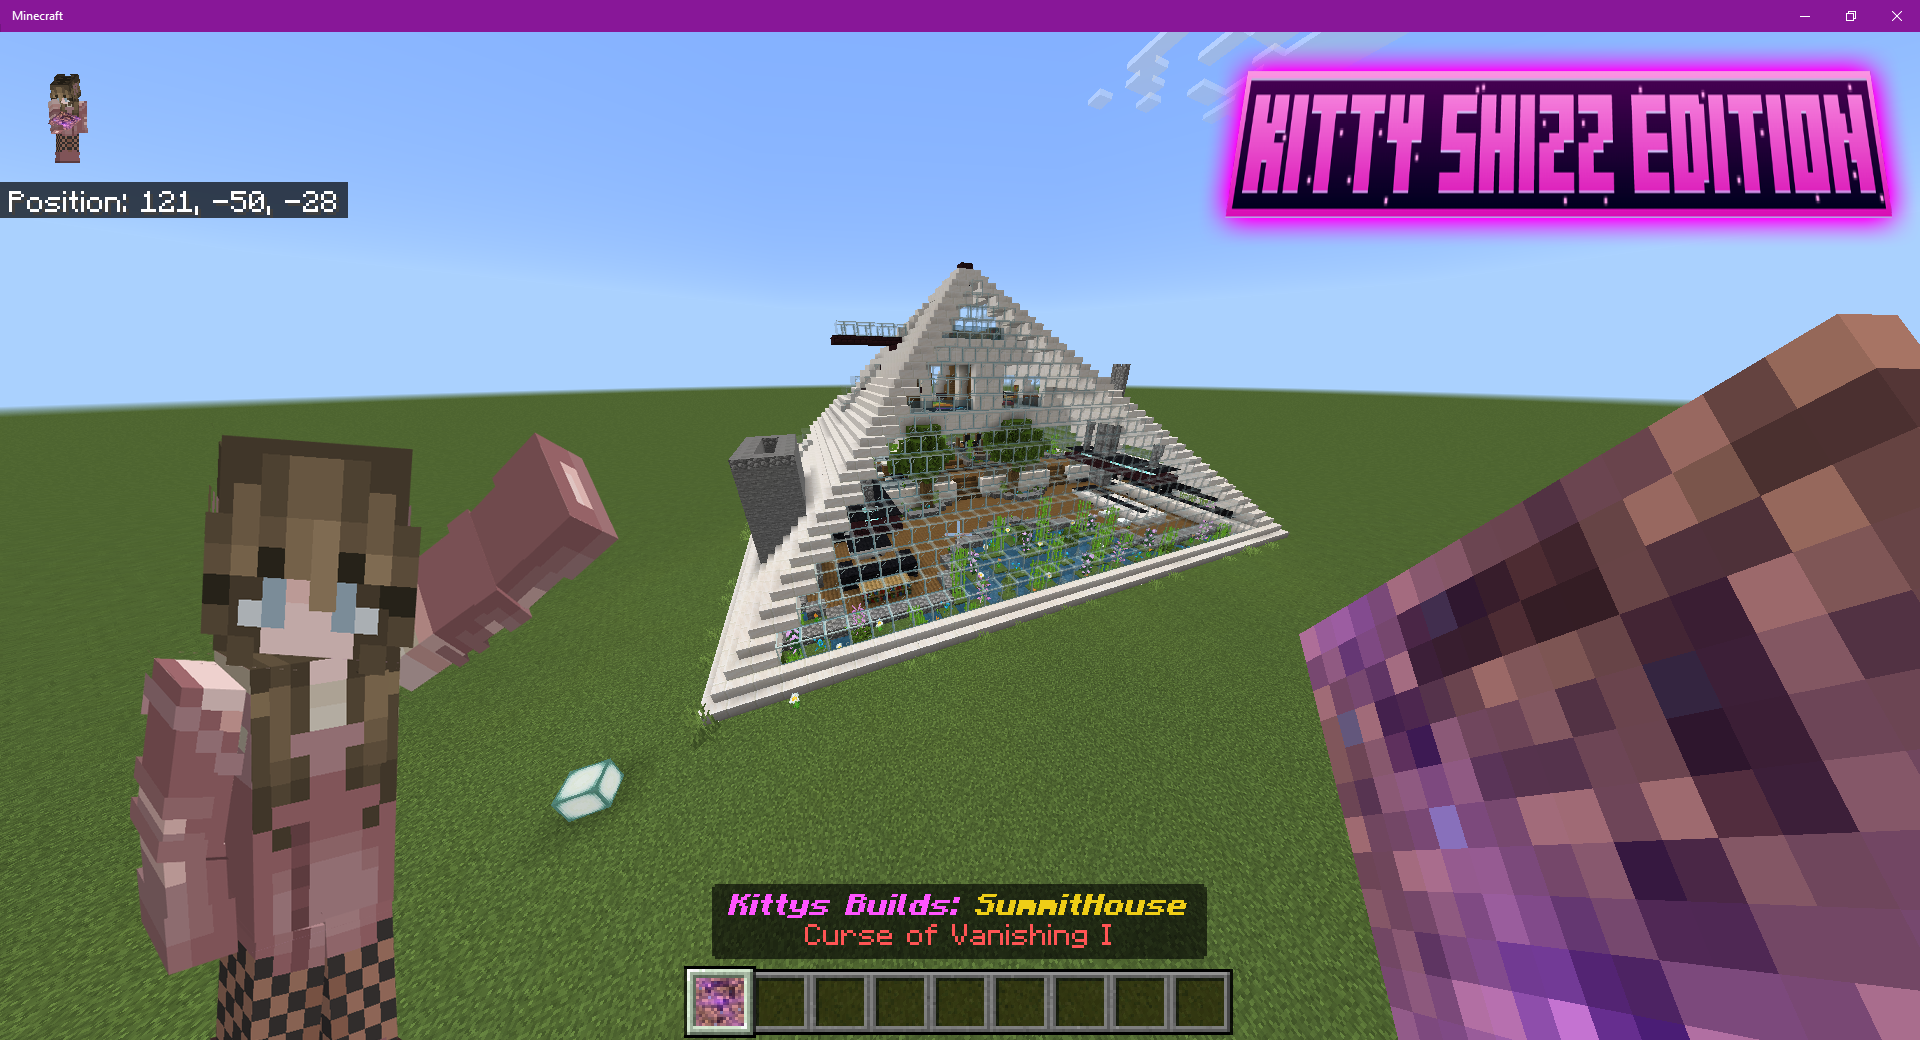 Minecraft
KITTY SHIZZ EDITION
Position: 121, -50, -28
Kittys Builds: SummitHouse
Curse of Vanishing I